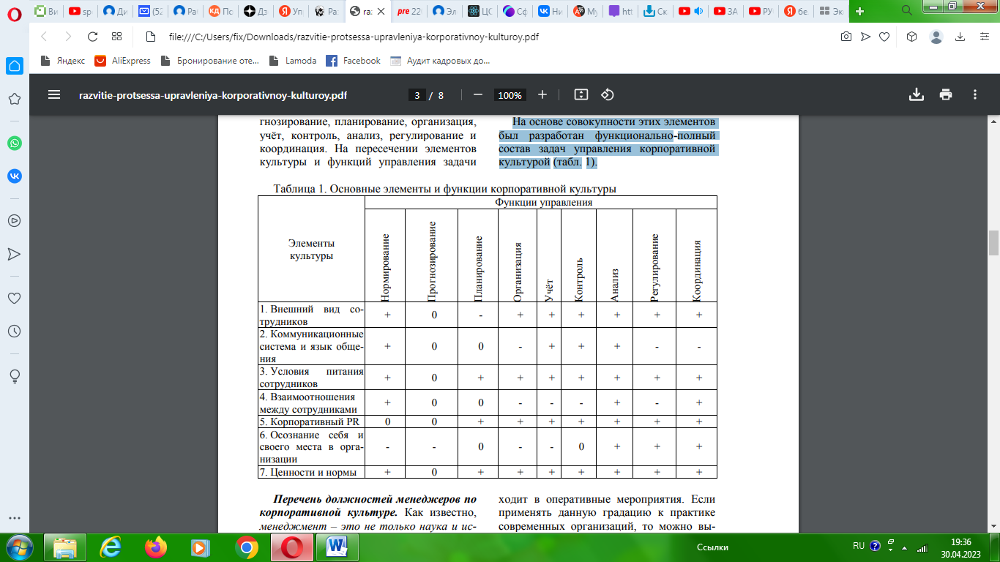 Ви
sp
Ди
(52
Ра
По
Дз
Уп
Ра
ra
pre 22
Эл
ЦС
Сф
Ни
Му
htt
Ск
ЗА
РУ
бе
Эк
file:///C:/Users/fix/Downloads/razvitie-protsessa-upravleniya-korporativnoy-kulturoy.pdf
Яндекс AliExpress Бронирование оте... Lamoda Facebook Аудит кадровых до...
razvitie-protsessa-upravleniya-korporativnoy-kulturoy.pdf 3 / 8 — 100% +
гнозирование, планирование, организация,
учёт, контроль, анализ, регулирование и
координация. На пересечении элементов
культуры и функций управления задачи
На основе совокупности этих элементов
был разработан функционально-полный
состав задач управления корпоративной
культурой (табл. 1).
Таблица 1. Основные элементы и функции корпоративной культуры
Элементы
культуры
Функции управления
Нормирование
Прогнозирование
Планирование
Организация
Учёт
Контроль
Анализ
Регулирование
Координация
1. Внешний вид со-
трудников
+ 0 - + + + + + +
2. Коммуникационные
система и язык обще-
ния
+ 0 0 - + + + - -
3. Условия питания
сотрудников
+ 0 + + + + + + +
4. Взаимоотношения
между сотрудниками
+ 0 0 - - - + - +
5. Корпоративный PR 0 0 + + + + + + +
6. Осознание себя и
своего места в орга-
низации
- - 0 - - 0 + + +
7. Ценности и нормы + 0 + + + + + + +
Перечень должностей менеджеров по
корпоративной культуре. Как известно,
менеджмент – это не только наука и ис-
ходит в оперативные мероприятия. Если
применять данную градацию к практике
современных организаций, то можно вы-
Ссылки
RU
19:36
30.04.2023